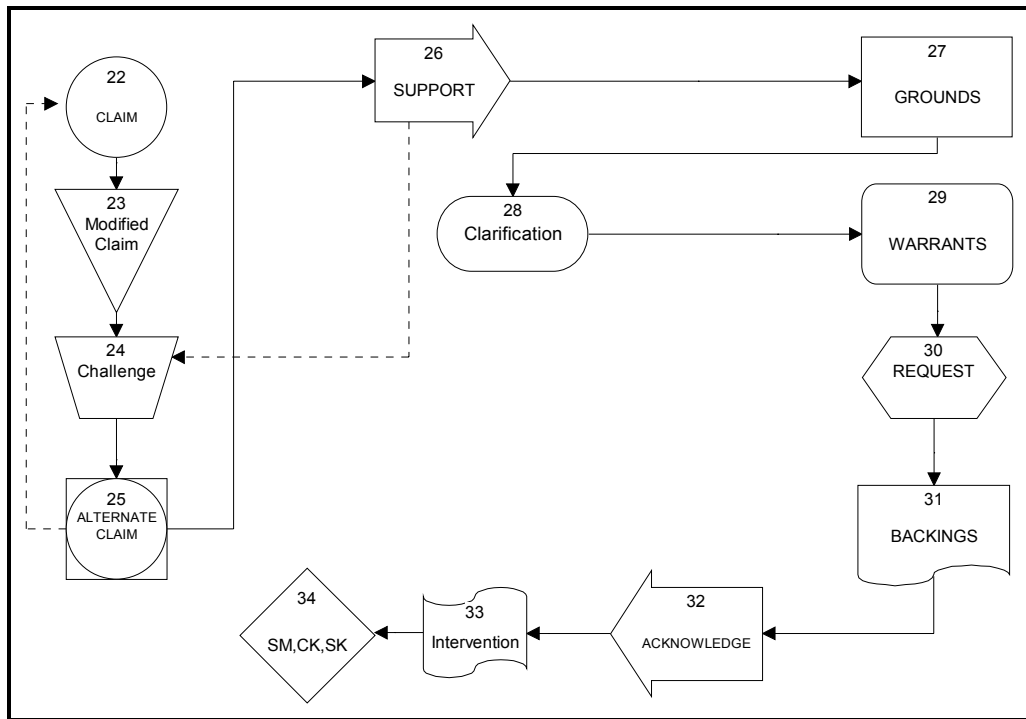 22
CLAIM
23
Modified
Claim
24
Challenge
25
ALTERNATE
CLAIM
26
SUPPORT
27
GROUNDS
28
Clarification
29
WARRANTS
30
REQUEST
31
BACKINGS
32
ACKNOWLEDGE
33
Intervention
34
SM,CK,SK